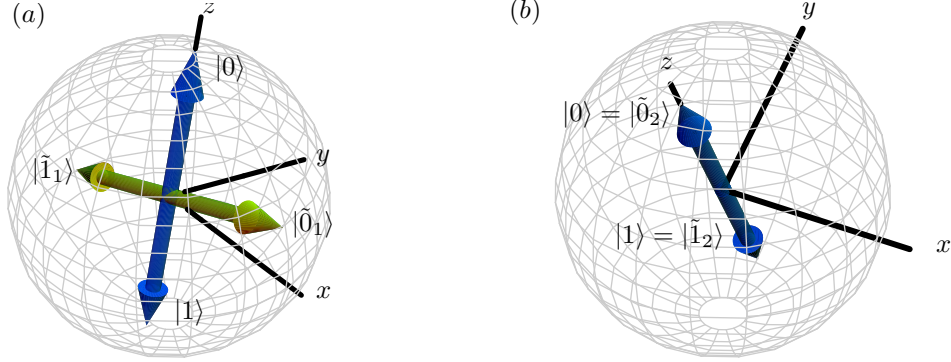 (a)
z
|0⟩
y
|1̃₁⟩
|0̃₁⟩
x
|1⟩
(b)
y
z
|0⟩ = |0̃₂⟩
|1⟩ = |1̃₂⟩
x